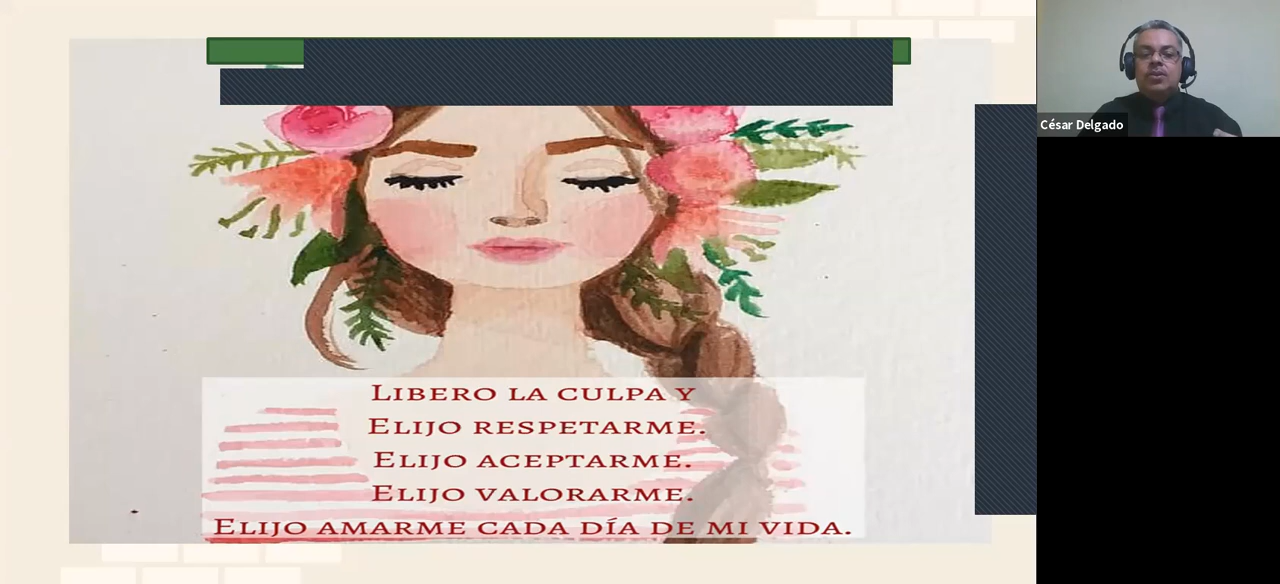 César Delgado
LIBERO LA CULPA Y
ELIJO RESPETARME.
ELIJO ACEPTARME.
ELIJO VALORARME.
ELIJO AMARME CADA DÍA DE MI VIDA.